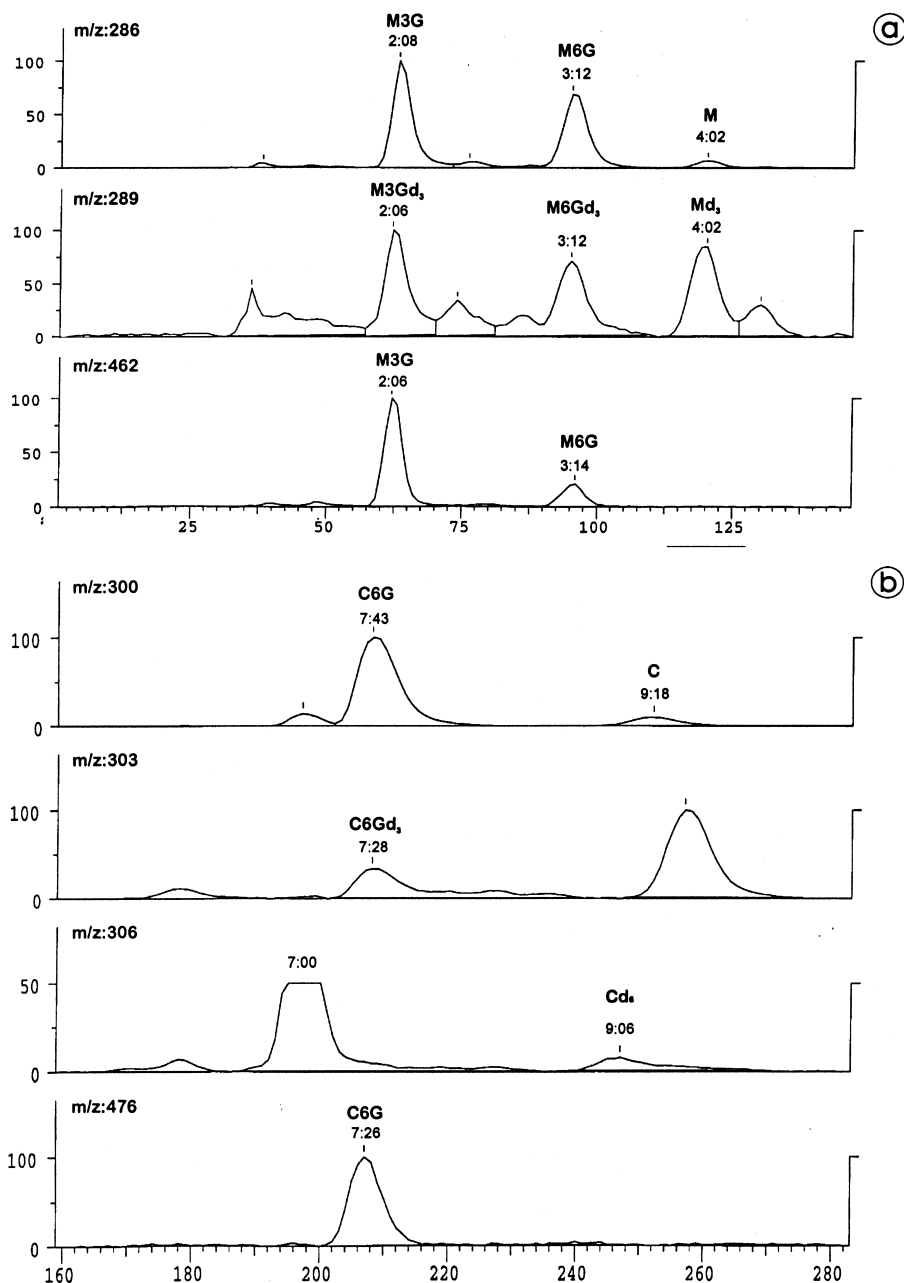 m/z:286
M3G
2:08
M6G
3:12
M
4:02
ⓐ
100
50
0
m/z:289
M3Gd₃
2:06
M6Gd₃
3:12
Md₃
4:02
100
50
0
m/z:462
M3G
2:06
M6G
3:14
100
50
0
25 50 75 100 125
m/z:300
C6G
7:43
C
9:18
ⓑ
100
0
m/z:303
C6Gd₃
7:28
100
0
m/z:306
7:00
Cd₆
9:06
50
0
m/z:476
C6G
7:26
100
0
160 180 200 220 240 260 280